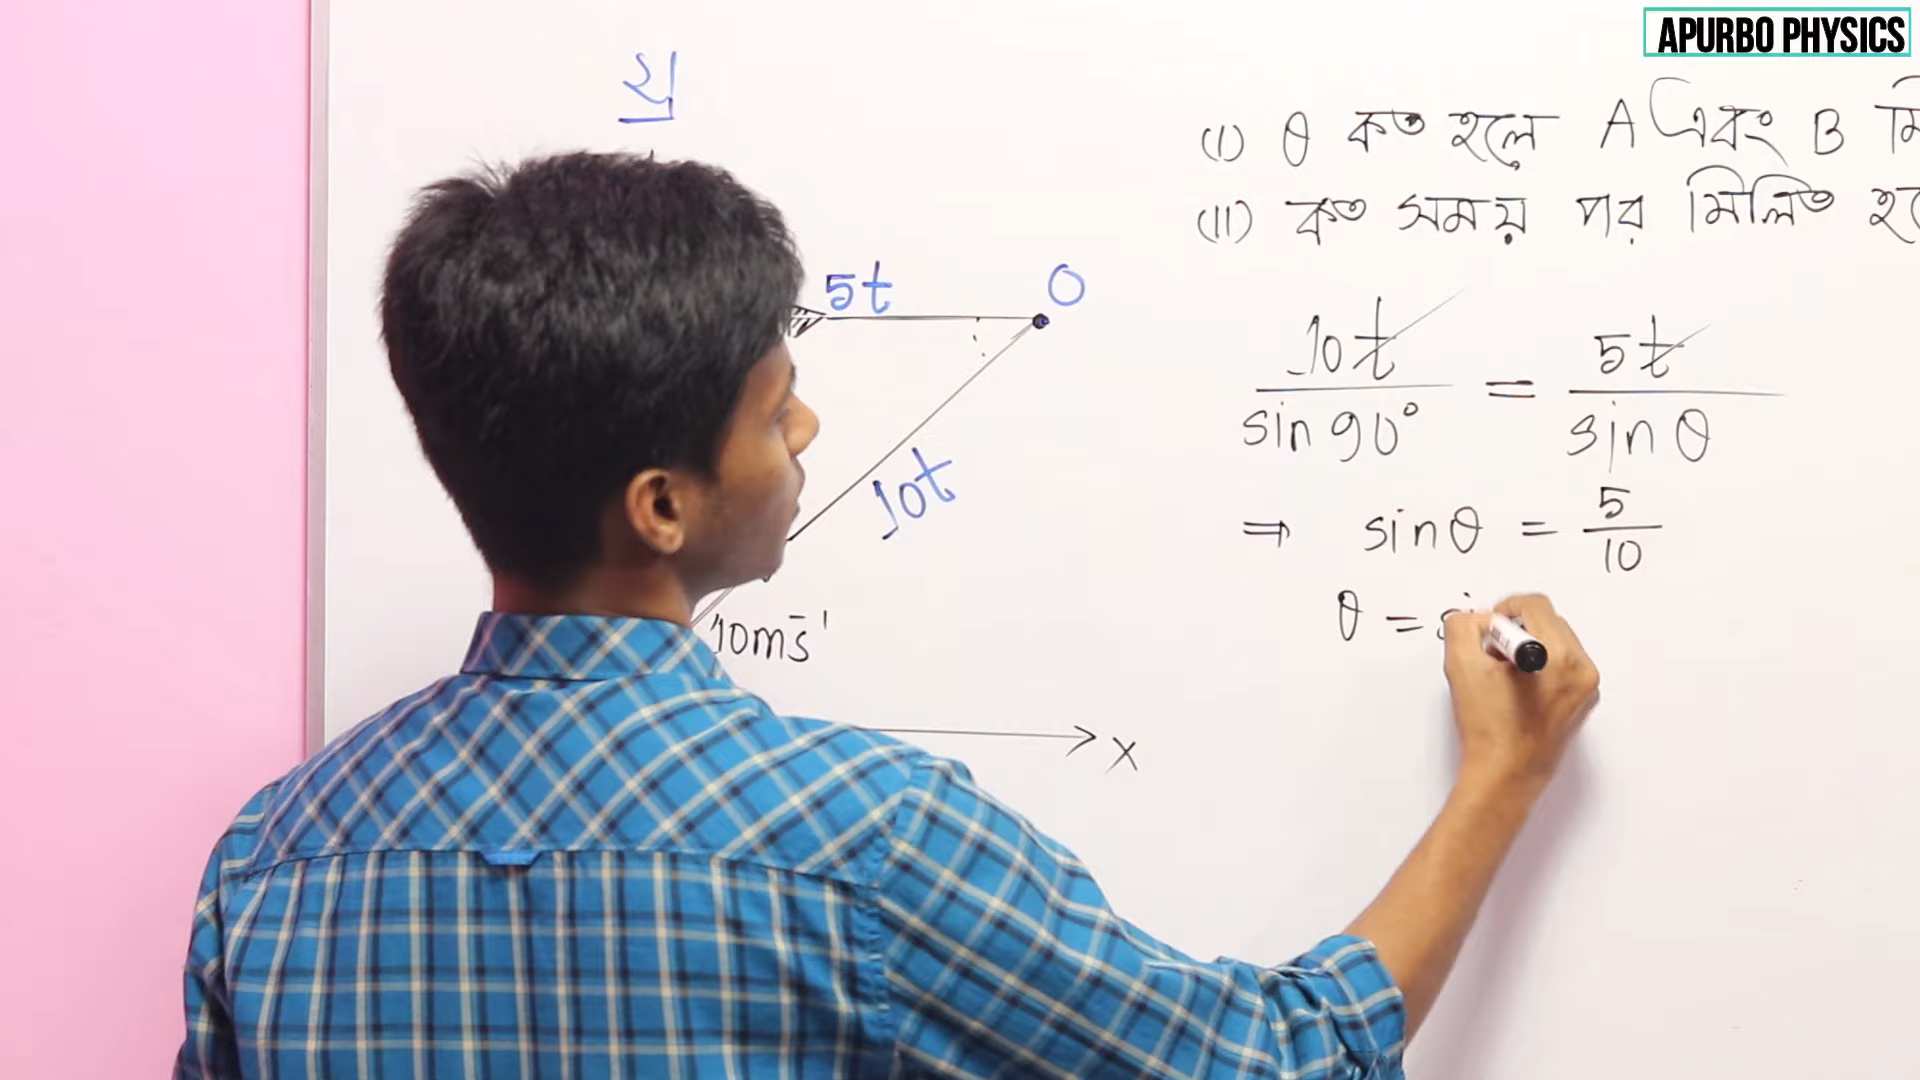 APURBO PHYSICS
(I) θ কত হলে A এবং B
(II) কত সময় পর মিলিত
5t
O
10t
10ms⁻¹
x
10t / sin 90° = 5t / sin θ
⇒ sin θ = 5 / 10
θ =